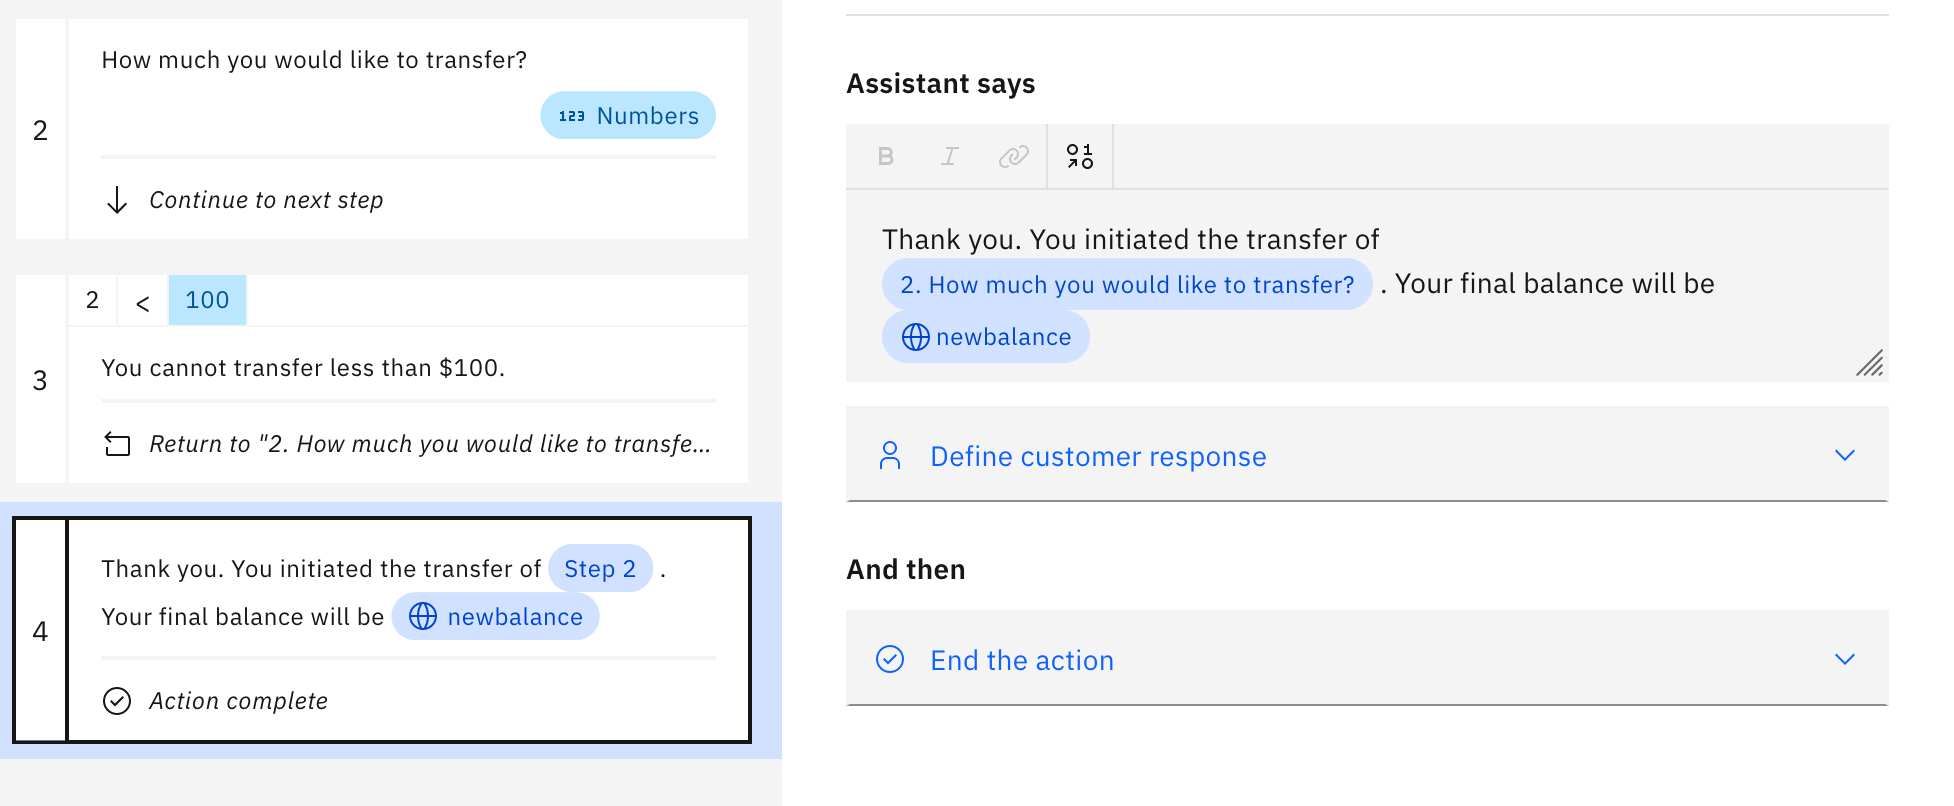 2
How much you would like to transfer?
123 Numbers
Continue to next step
3
2 < 100
You cannot transfer less than $100.
Return to "2. How much you would like to transfe...
4
Thank you. You initiated the transfer of Step 2 .
Your final balance will be newbalance
Action complete
Assistant says
B I
Thank you. You initiated the transfer of
2. How much you would like to transfer? . Your final balance will be
newbalance
Define customer response
And then
End the action